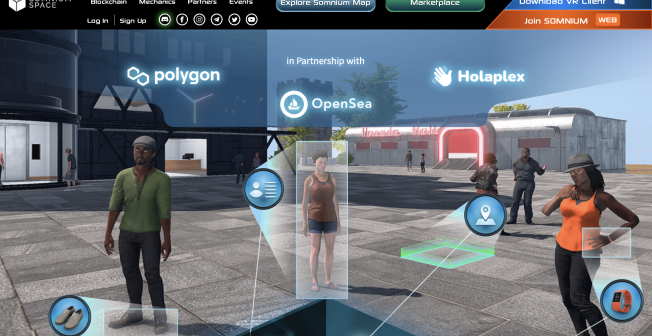 SPACE
Blockchain Mechanics Partners Events
Explore Somnium Map
Marketplace
Download VR Client
Log In Sign Up
Join SOMNIUM WEB
in Partnership with
polygon
OpenSea
Holaplex